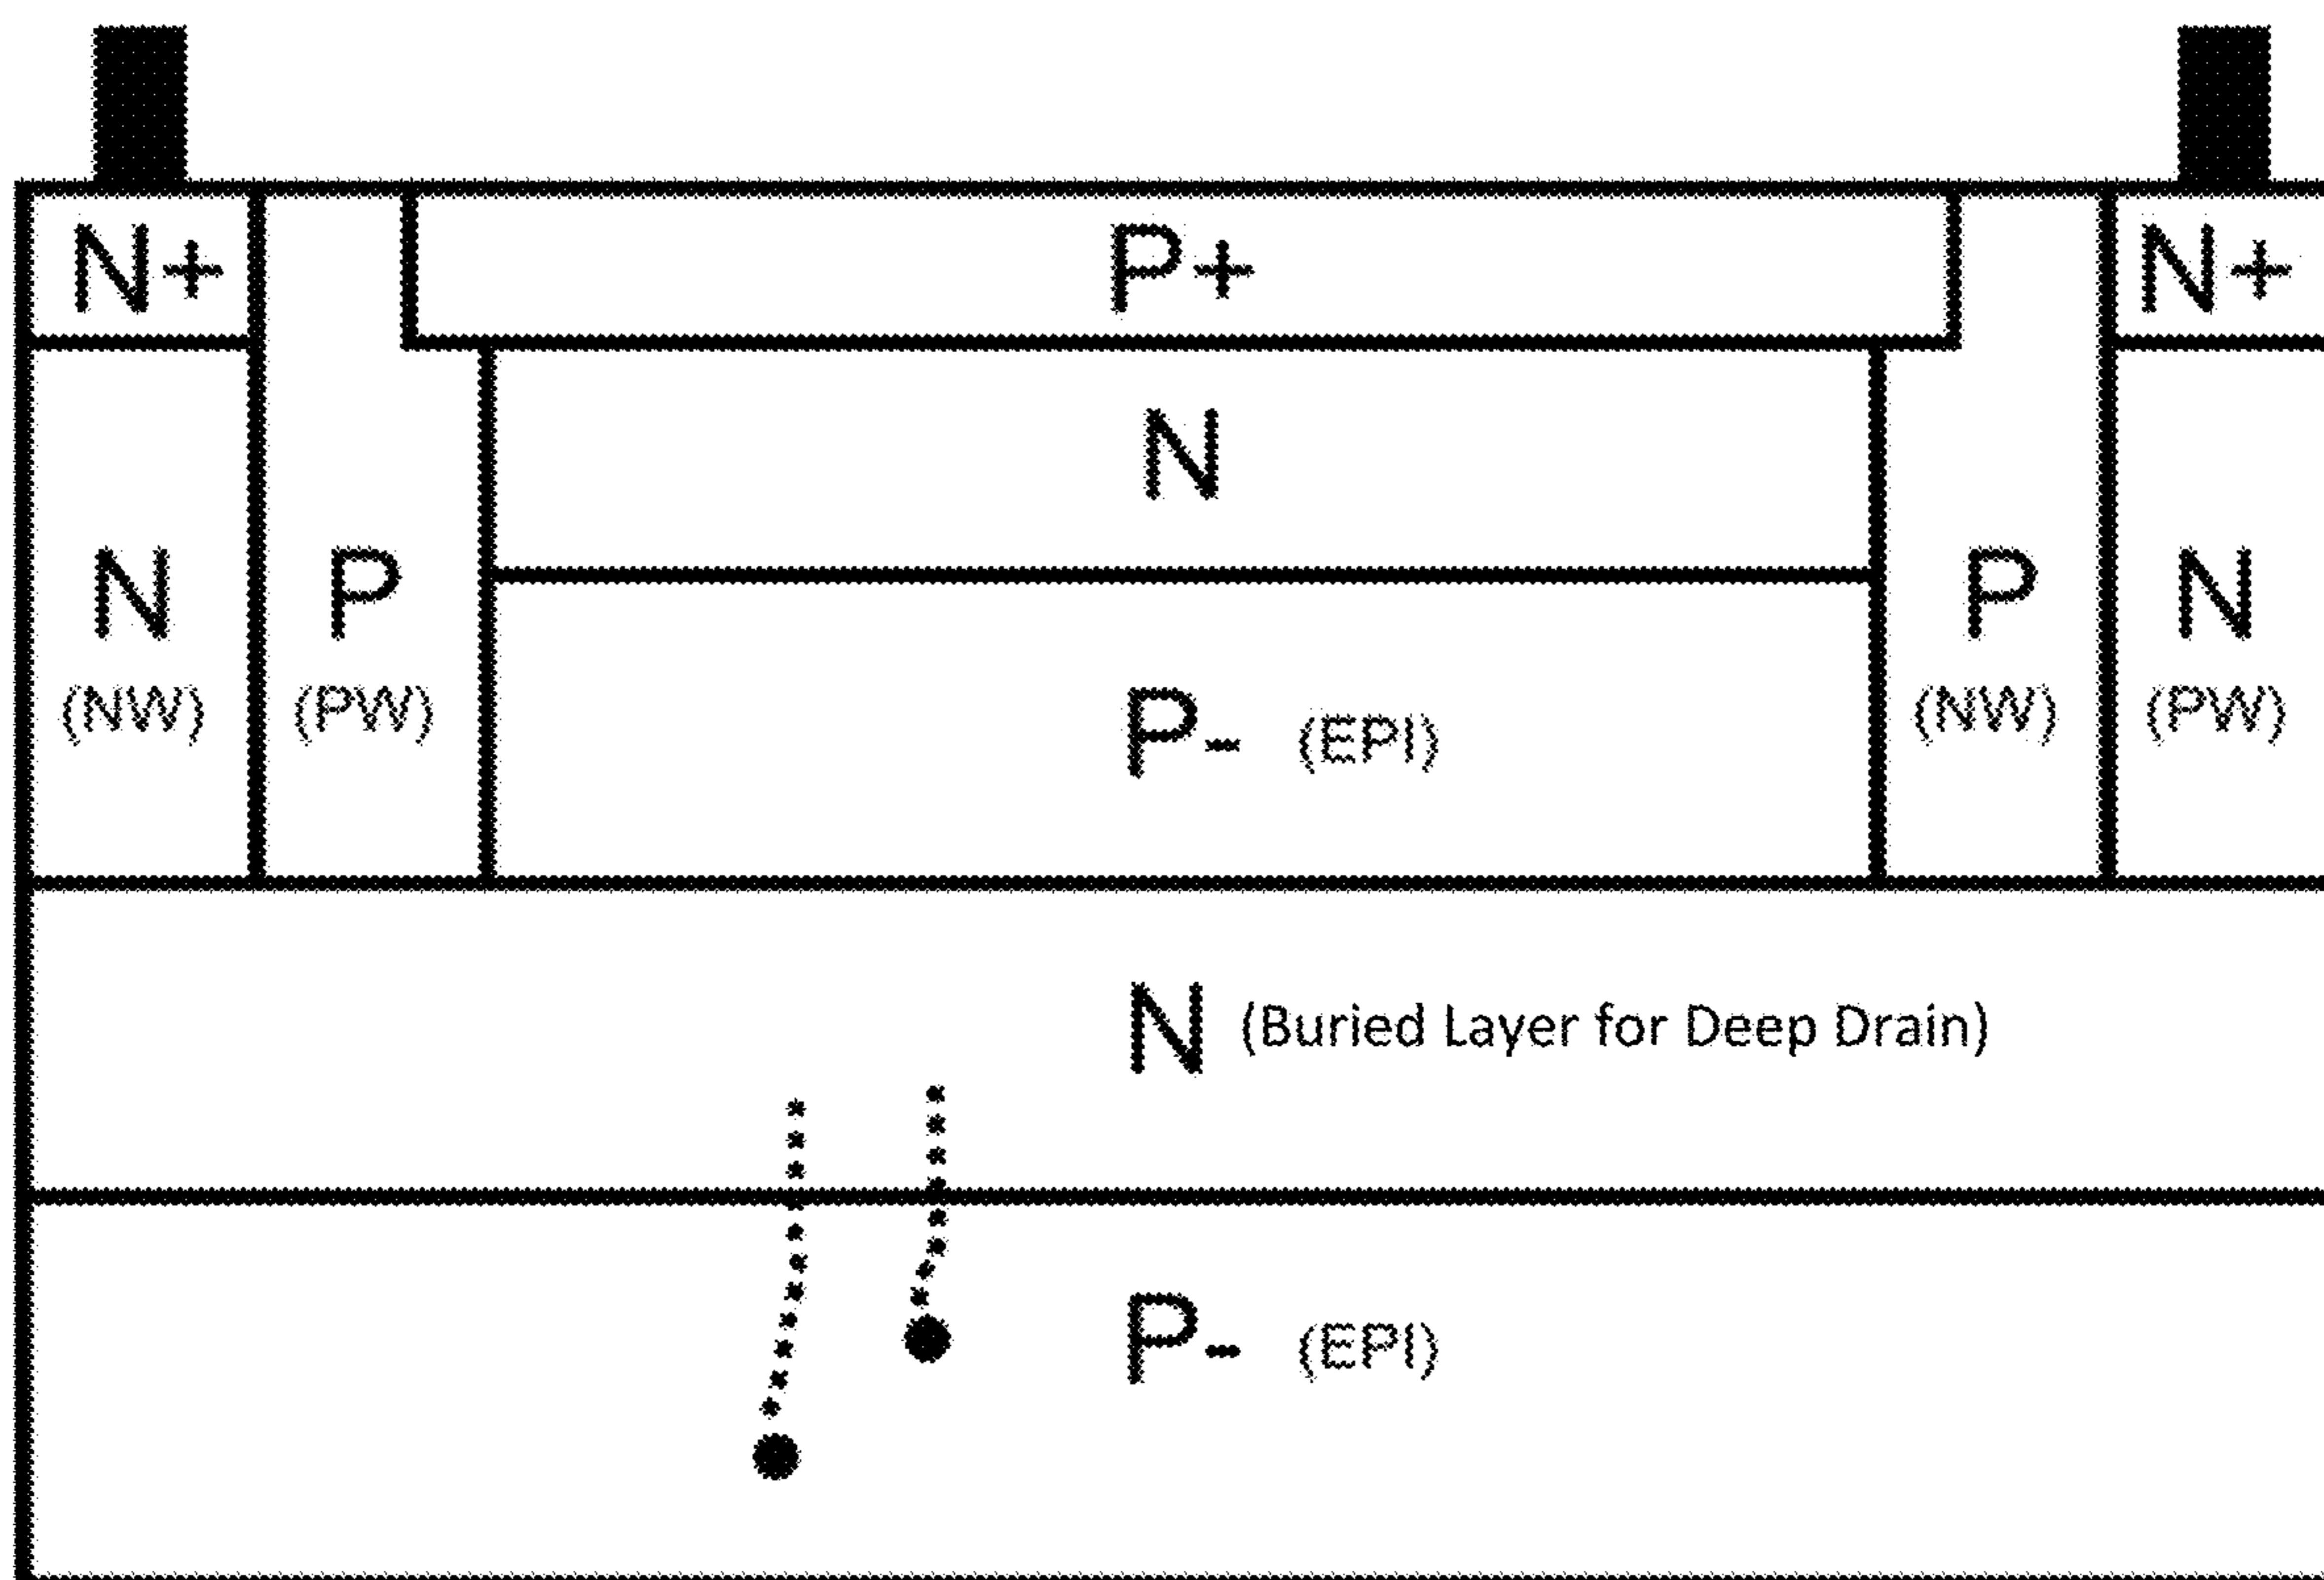 N+ P+ N+
N
N P P N
(NW) (PW) (NW) (PW)
P- (EPI)
N (Buried Layer for Deep Drain)
P- (EPI)